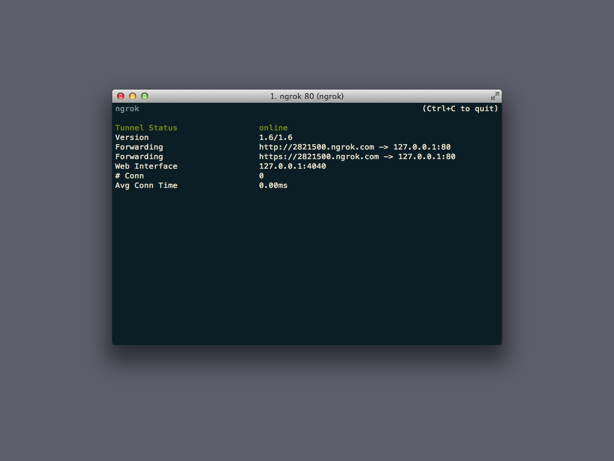 1. ngrok 80 (ngrok)
ngrok (Ctrl+C to quit)
Tunnel Status online
Version 1.6/1.6
Forwarding http://2821500.ngrok.com -> 127.0.0.1:80
Forwarding https://2821500.ngrok.com -> 127.0.0.1:80
Web Interface 127.0.0.1:4040
# Conn 0
Avg Conn Time 0.00ms